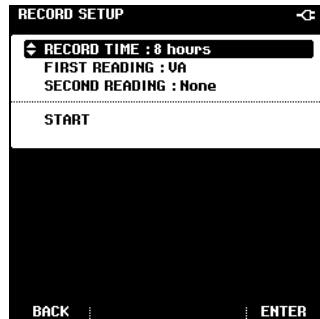 RECORD SETUP
RECORD TIME : 8 hours
FIRST READING : VA
SECOND READING : None
START
BACK
ENTER